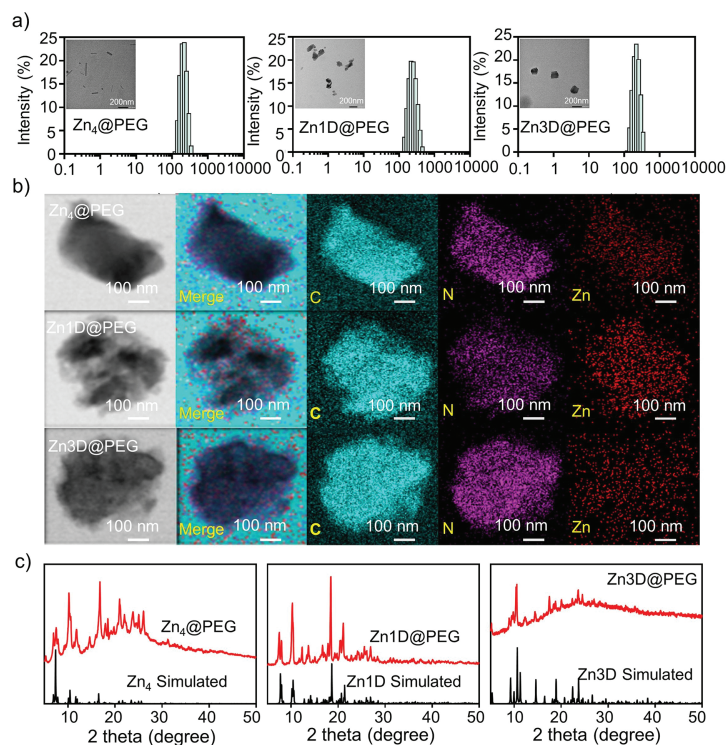 a)
25
20
15
10
5
0
Intensity (%)
200nm
Zn₄@PEG
0.1 1 10 100 1000 10000
25
20
15
10
5
0
Intensity (%)
200nm
Zn1D@PEG
0.1 1 10 100 1000 10000
25
20
15
10
5
0
Intensity (%)
200nm
Zn3D@PEG
0.1 1 10 100 1000 10000
b)
Zn₄@PEG
100 nm
Merge 100 nm
C 100 nm
N 100 nm
Zn 100 nm
Zn1D@PEG
100 nm
Merge 100 nm
C 100 nm
N 100 nm
Zn 100 nm
Zn3D@PEG
100 nm
Merge 100 nm
C 100 nm
N 100 nm
Zn 100 nm
c)
Zn₄@PEG
Zn₄ Simulated
10 20 30 40 50
2 theta (degree)
Zn1D@PEG
Zn1D Simulated
10 20 30 40 50
2 theta (degree)
Zn3D@PEG
Zn3D Simulated
10 20 30 40 50
2 theta (degree)